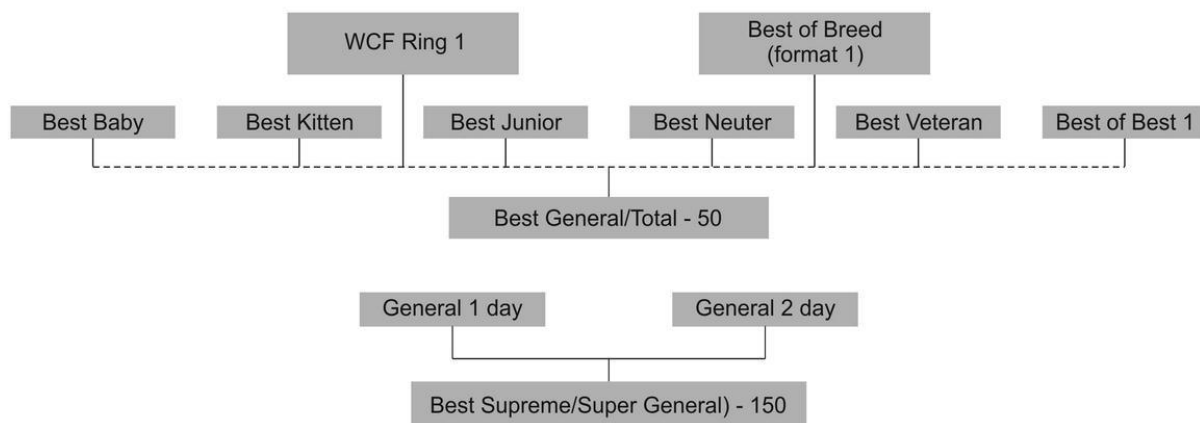 WCF Ring 1
Best of Breed
(format 1)
Best Baby
Best Kitten
Best Junior
Best Neuter
Best Veteran
Best of Best 1
Best General/Total - 50
General 1 day
General 2 day
Best Supreme/Super General) - 150